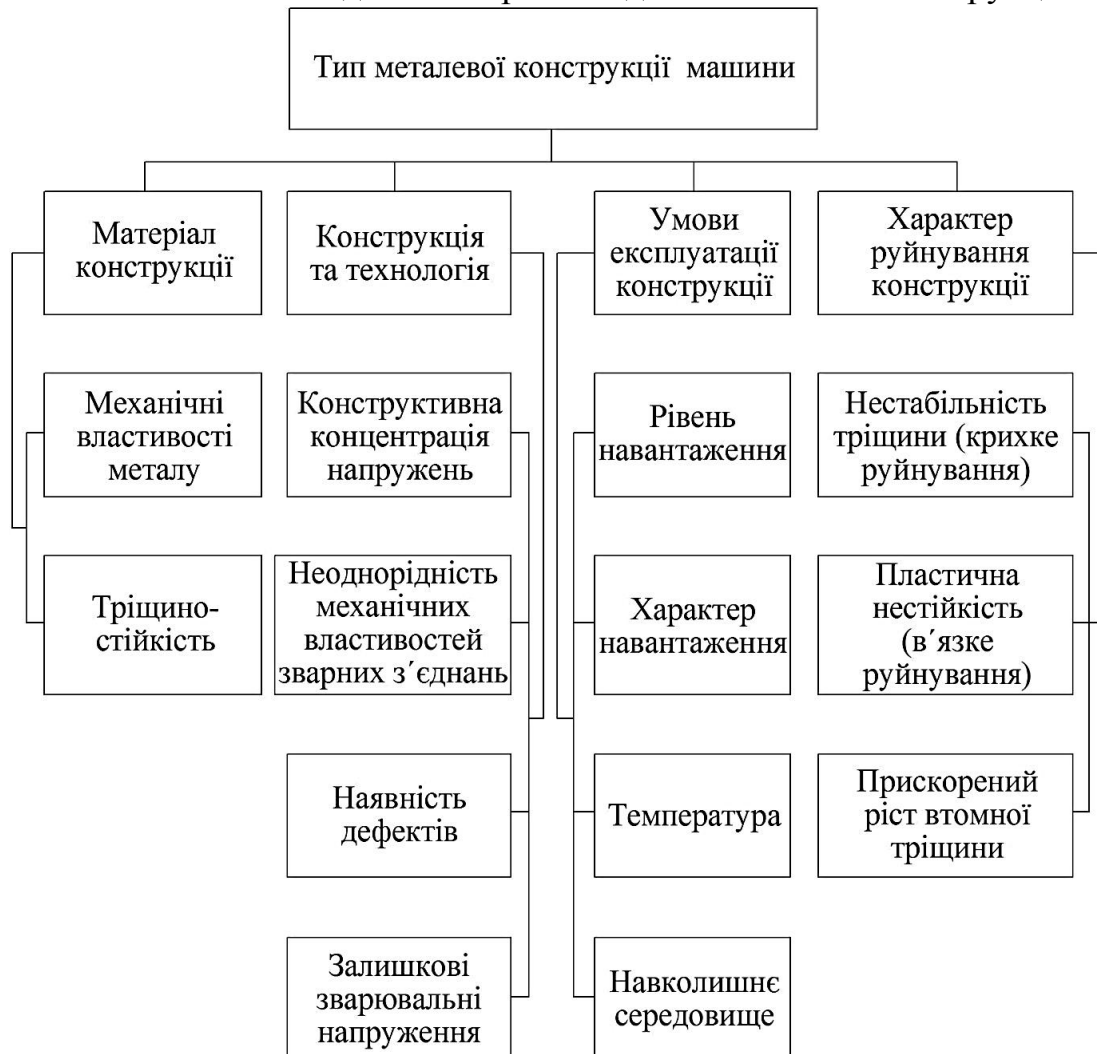 Тип металевої конструкції машини
Матеріал
конструкції
Конструкція
та технологія
Умови
експлуатації
конструкції
Характер
руйнування
конструкції
Механічні
властивості
металу
Конструктивна
концентрація
напружень
Рівень
навантаження
Нестабільність
тріщини (крихке
руйнування)
Тріщино-
стійкість
Неоднорідність
механічних
властивостей
зварних з´єднань
Характер
навантаження
Пластична
нестійкість
(в´язке
руйнування)
Наявність
дефектів
Температура
Прискорений
ріст втомної
тріщини
Залишкові
зварювальні
напруження
Навколишнє
середовище